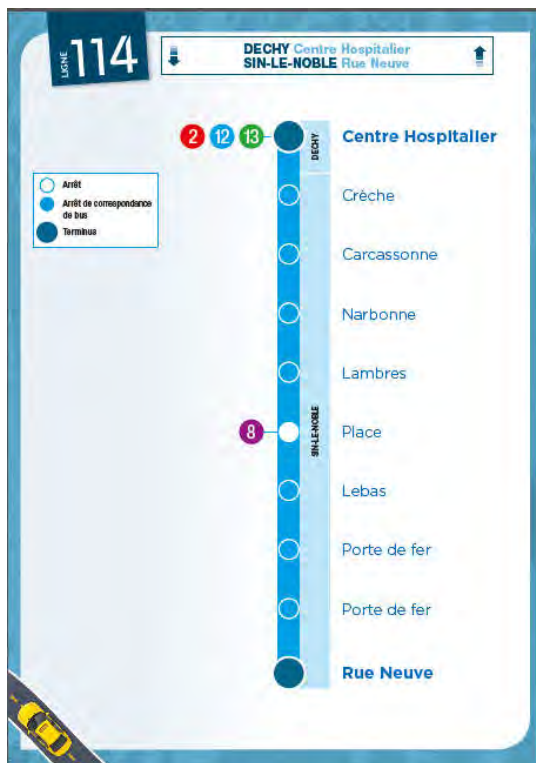 LIGNE 114
DECHY Centre Hospitalier
SIN-LE-NOBLE Rue Neuve
2 12 13
Centre Hospitalier
DECHY
Arrêt
Arrêt de correspondance
de bus
Terminus
Crèche
Carcassonne
Narbonne
Lambres
8
Place
SIN-LE-NOBLE
Lebas
Porte de fer
Porte de fer
Rue Neuve